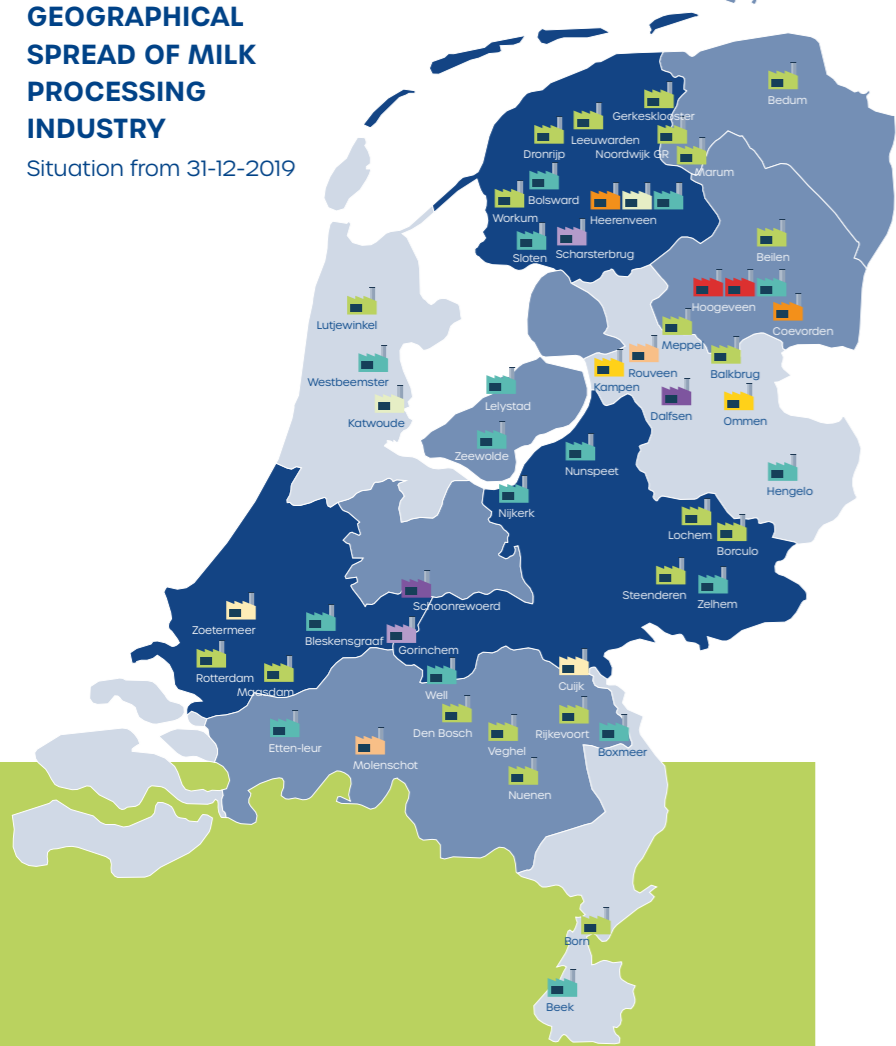 GEOGRAPHICAL
SPREAD OF MILK
PROCESSING
INDUSTRY
Situation from 31-12-2019
Bedum
Gerkesklooster
Leeuwarden
Dronrijp
Noordwijk GR
Marum
Bolsward
Workum
Heerenveen
Sloten
Scharsterbrug
Beilen
Hoogeveen
Coevorden
Lutjewinkel
Meppel
Westbeemster
Rouveen
Balkbrug
Kampen
Katwoude
Lelystad
Dalfsen
Ommen
Zeewolde
Nunspeet
Hengelo
Nijkerk
Lochem
Borculo
Steenderen
Zelhem
Schoonrewoerd
Zoetermeer
Bleskensgraaf
Gorinchem
Rotterdam
Maasdam
Well
Cuijk
Den Bosch
Rijkevoort
Etten-leur
Veghel
Boxmeer
Molenschot
Nuenen
Born
Beek